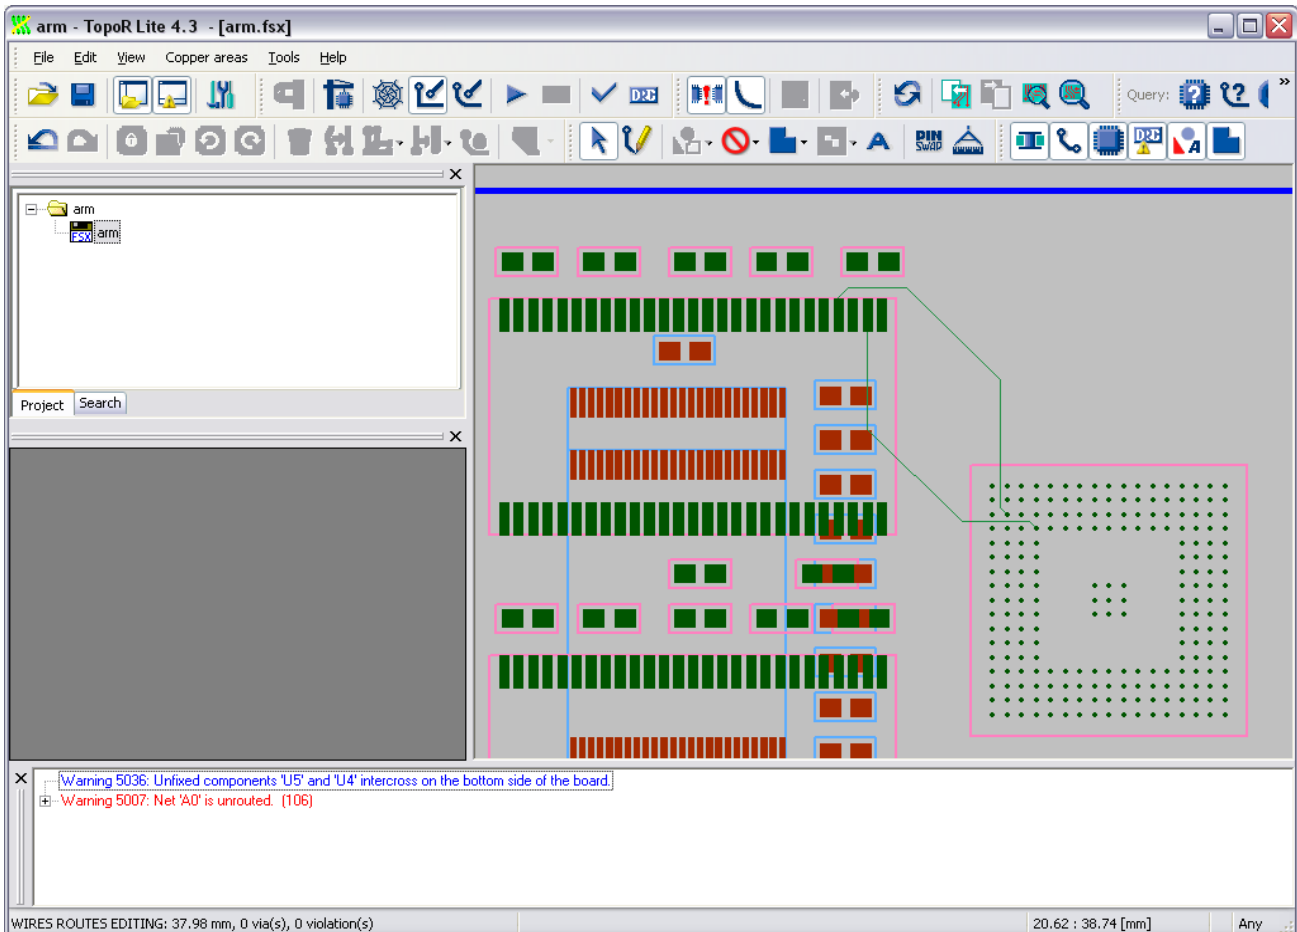 arm - TopoR Lite 4.3 - [arm.fsx]
File Edit View Copper areas Tools Help
DRC
Query:
PIN SWAP
A
DRC
A
arm
FSX arm
Project Search
Warning 5036: Unfixed components 'U5' and 'U4' intercross on the bottom side of the board.
Warning 5007: Net 'A0' is unrouted. (106)
WIRES ROUTES EDITING: 37.98 mm, 0 via(s), 0 violation(s) 20.62 : 38.74 [mm] Any